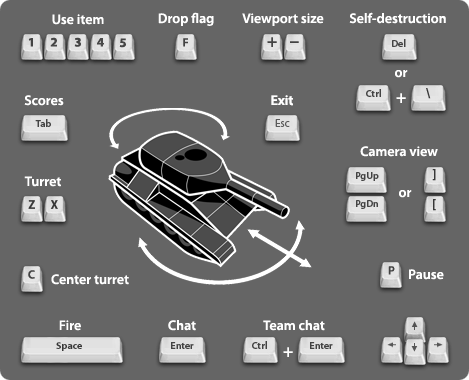 Use item
1 2 3 4 5
Drop flag
F
Viewport size
+ −
Self-destruction
Del
or
Ctrl + \
Scores
Tab
Exit
Esc
Camera view
PgUp ]
or
PgDn [
Turret
Z X
C Center turret
P Pause
Fire
Space
Chat
Enter
Team chat
Ctrl + Enter